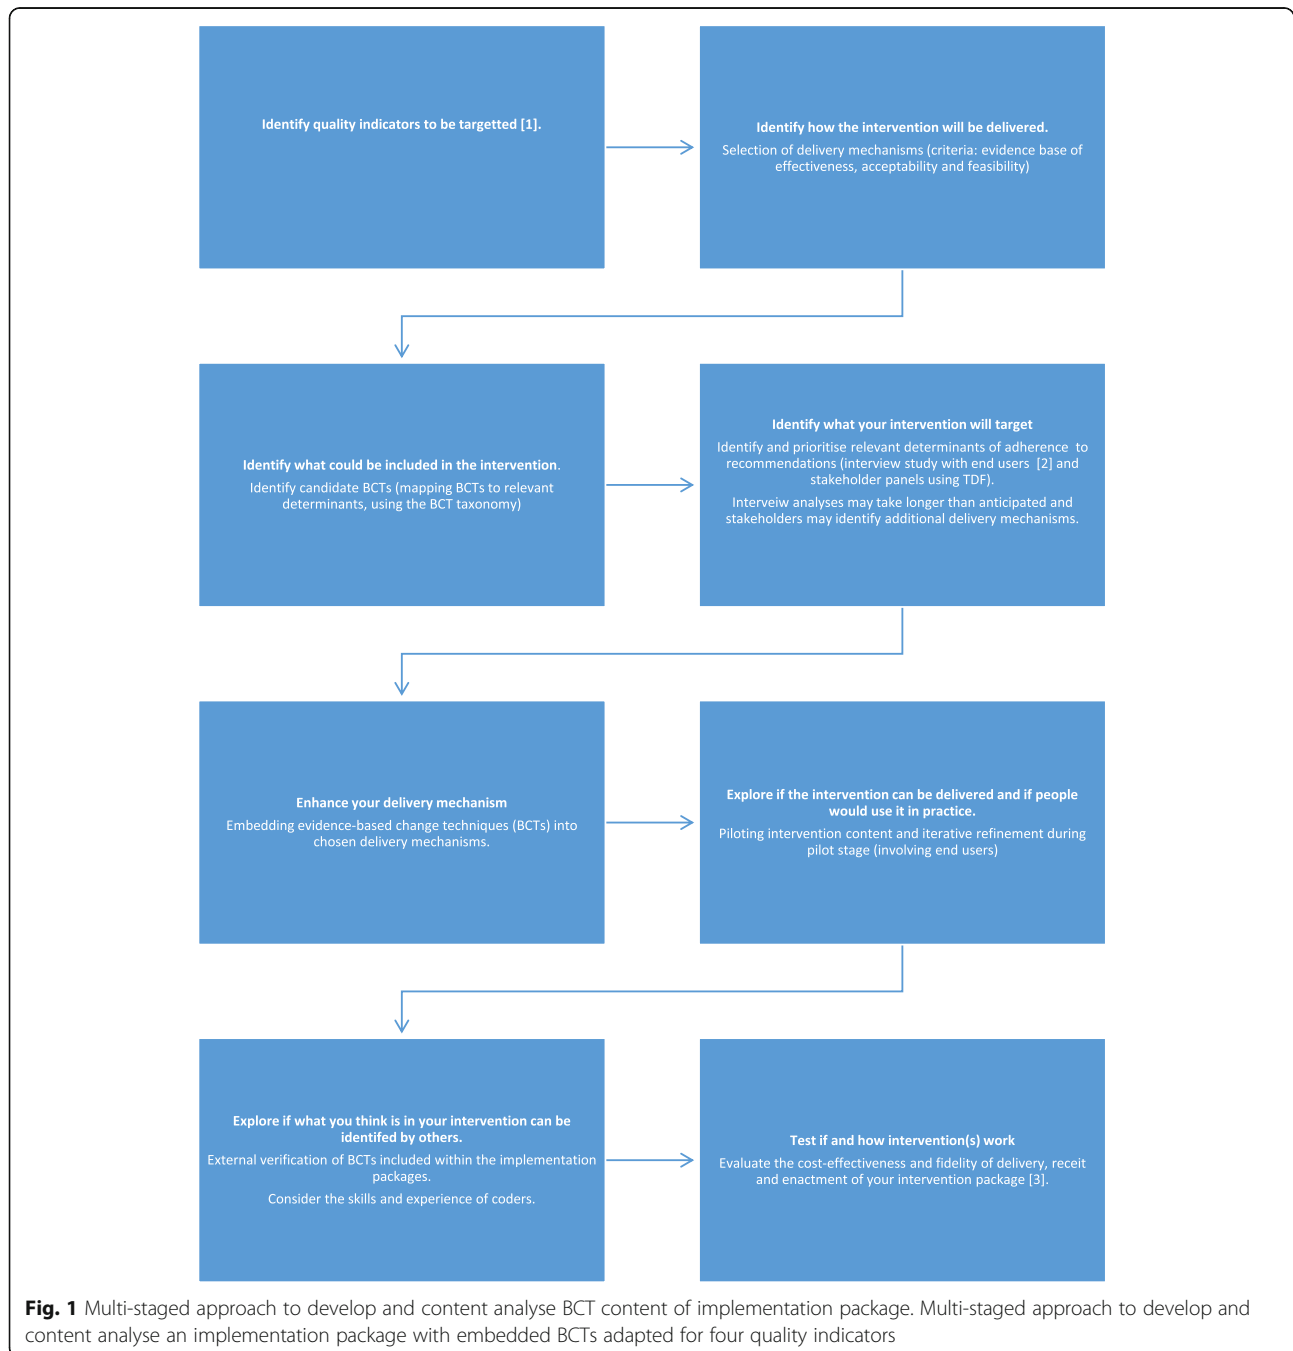 Identify quality indicators to be targetted [1].
Identify how the intervention will be delivered.
Selection of delivery mechanisms (criteria: evidence base of
effectiveness, acceptability and feasibility)
Identify what could be included in the intervention.
Identify candidate BCTs (mapping BCTs to relevant
determinants, using the BCT taxonomy)
Identify what your intervention will target
Identify and prioritise relevant determinants of adherence to
recommendations (interview study with end users [2] and
stakeholder panels using TDF).
Interveiw analyses may take longer than anticipated and
stakeholders may identify additional delivery mechanisms.
Enhance your delivery mechanism
Embedding evidence-based change techniques (BCTs) into
chosen delivery mechanisms.
Explore if the intervention can be delivered and if people
would use it in practice.
Piloting intervention content and iterative refinement during
pilot stage (involving end users)
Explore if what you think is in your intervention can be
identifed by others.
External verification of BCTs included within the implementation
packages.
Consider the skills and experience of coders.
Test if and how intervention(s) work
Evaluate the cost-effectiveness and fidelity of delivery, receit
and enactment of your intervention package [3].
Fig. 1 Multi-staged approach to develop and content analyse BCT content of implementation package. Multi-staged approach to develop and
content analyse an implementation package with embedded BCTs adapted for four quality indicators